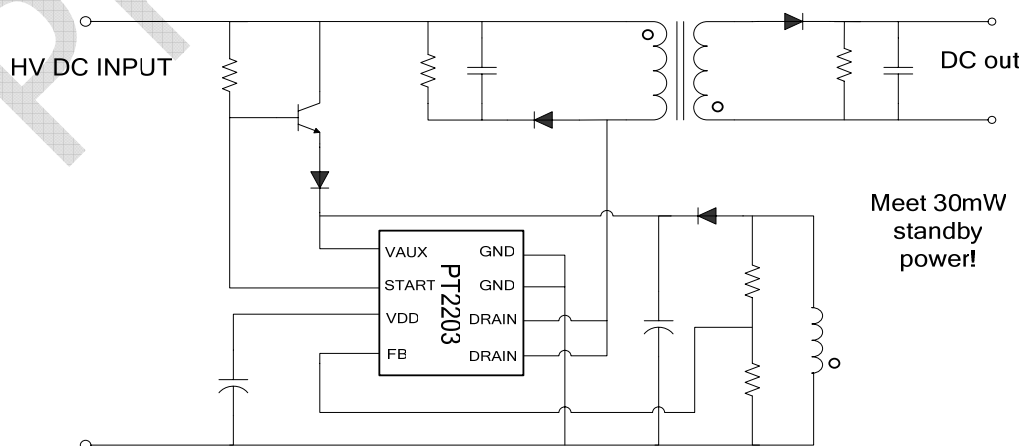 HV DC INPUT
DC out
Meet 30mW
standby
power!
VAUX
START
VDD
FB
PT2203
GND
GND
DRAIN
DRAIN